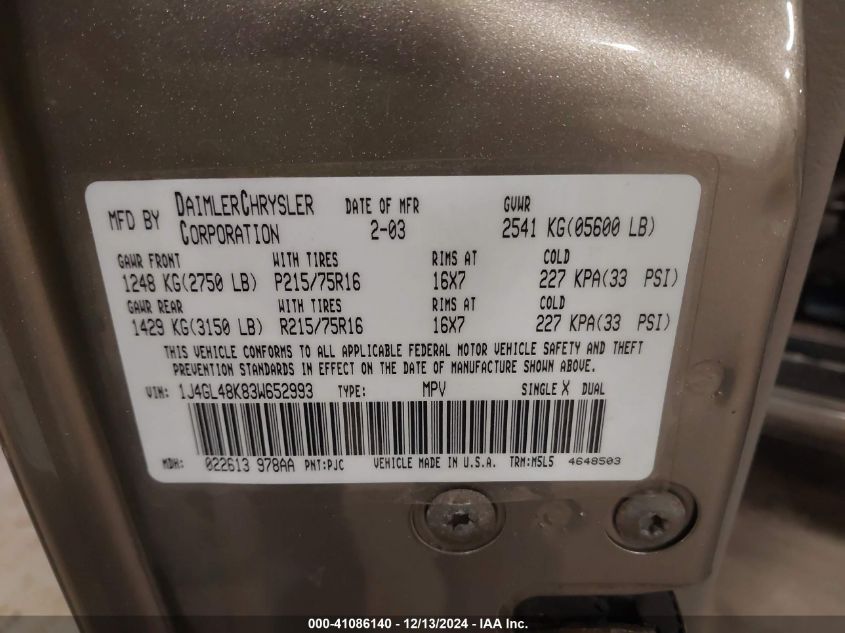 MFD BY DAIMLERCHRYSLER CORPORATION DATE OF MFR 2-03 GVWR 2541 KG(05600 LB)
GAWR FRONT WITH TIRES RIMS AT COLD
1248 KG(2750 LB) P215/75R16 16X7 227 KPA(33 PSI)
GAWR REAR WITH TIRES RIMS AT COLD
1429 KG(3150 LB) R215/75R16 16X7 227 KPA(33 PSI)
THIS VEHICLE CONFORMS TO ALL APPLICABLE FEDERAL MOTOR VEHICLE SAFETY AND THEFT
PREVENTION STANDARDS IN EFFECT ON THE DATE OF MANUFACTURE SHOWN ABOVE.
VIN: 1J4GL48K83W652993 TYPE: MPV SINGLE X DUAL
MDH: 022613 978AA PNT:PJC VEHICLE MADE IN U.S.A. TRM:M5L5 4648503
000-41086140 - 12/13/2024 - IAA Inc.